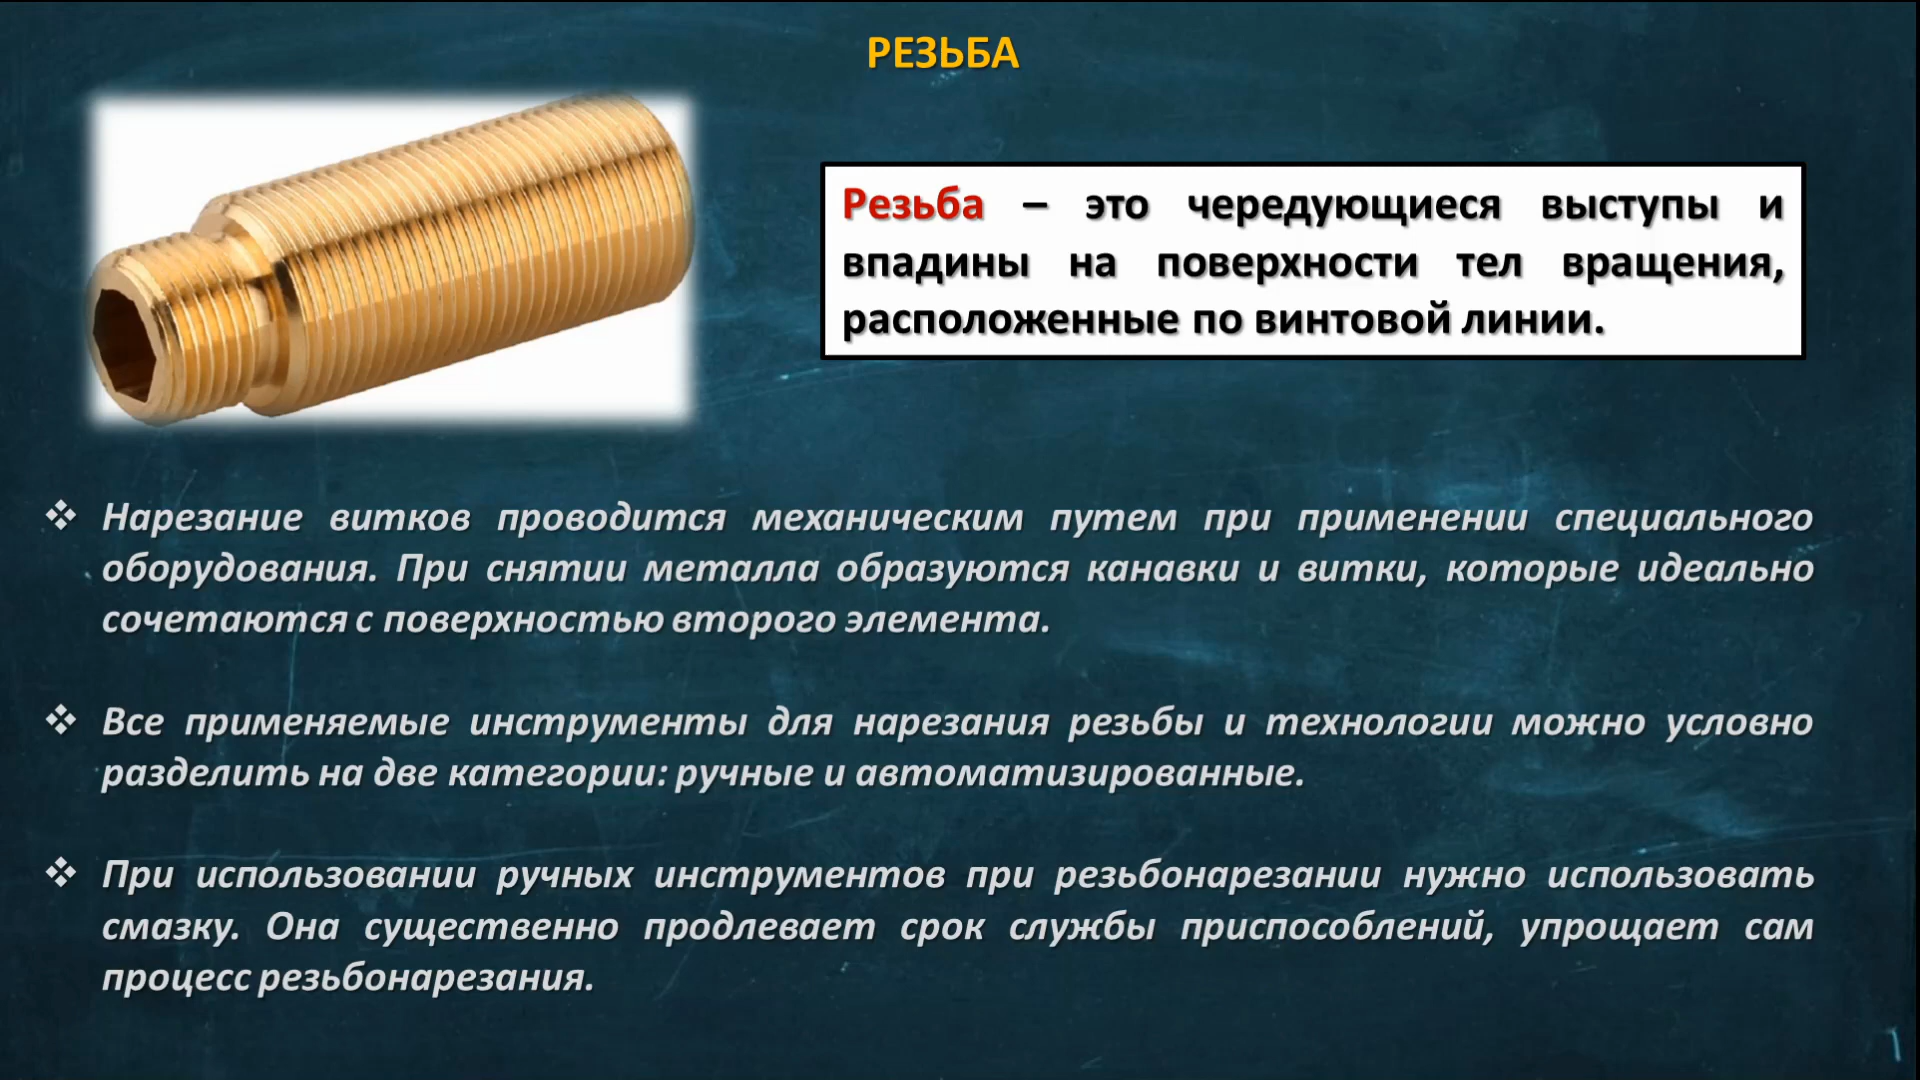 РЕЗЬБА
Резьба – это чередующиеся выступы и
впадины на поверхности тел вращения,
расположенные по винтовой линии.
❖ Нарезание витков проводится механическим путем при применении специального
оборудования. При снятии металла образуются канавки и витки, которые идеально
сочетаются с поверхностью второго элемента.
❖ Все применяемые инструменты для нарезания резьбы и технологии можно условно
разделить на две категории: ручные и автоматизированные.
❖ При использовании ручных инструментов при резьбонарезании нужно использовать
смазку. Она существенно продлевает срок службы приспособлений, упрощает сам
процесс резьбонарезания.